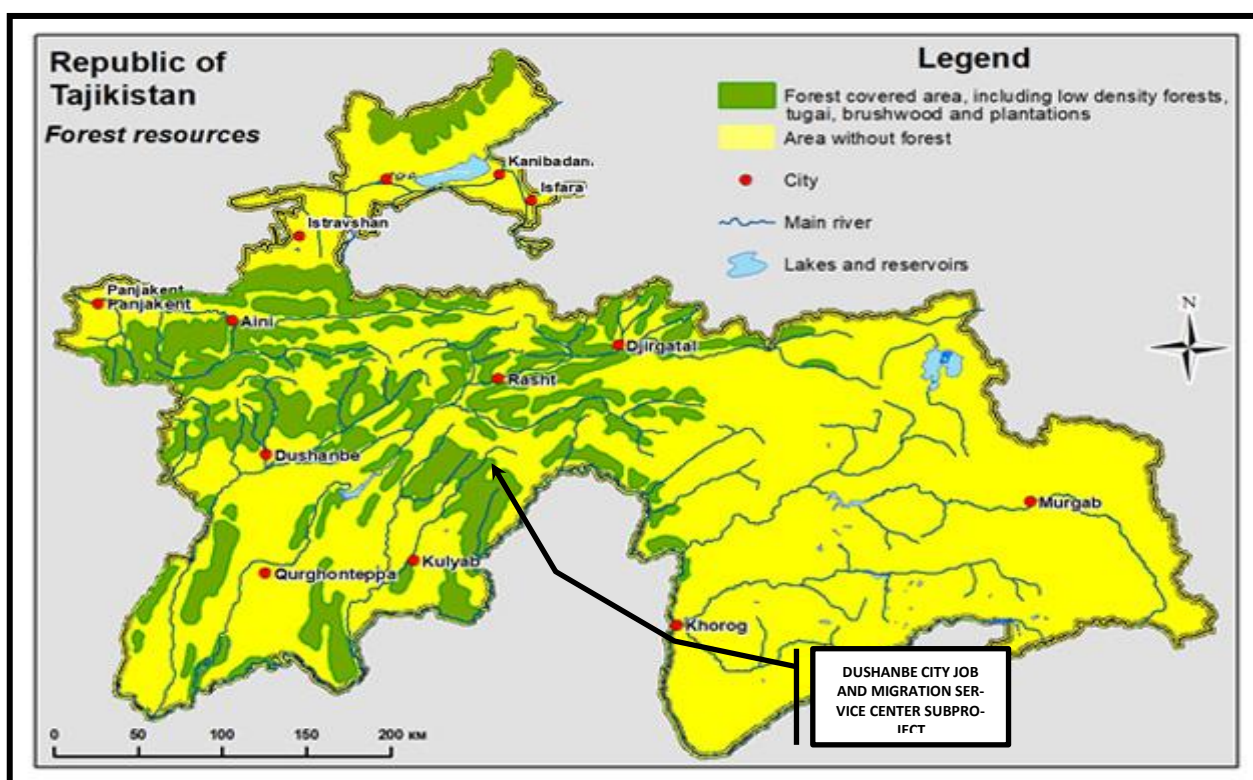 Republic of
Tajikistan
Forest resources
Legend
Forest covered area, including low density forests,
tugai, brushwood and plantations
Area without forest
City
Main river
Lakes and reservoirs
N
Kanibadan.
Isfara
Istravshan
Panjakent
Panjakent
Aini
Djirgatal
Rasht
Dushanbe
Murgab
Kulyab
Qurghonteppa
Khorog
DUSHANBE CITY JOB
AND MIGRATION SER-
VICE CENTER SUBPRO-
JECT
0 50 100 200 км